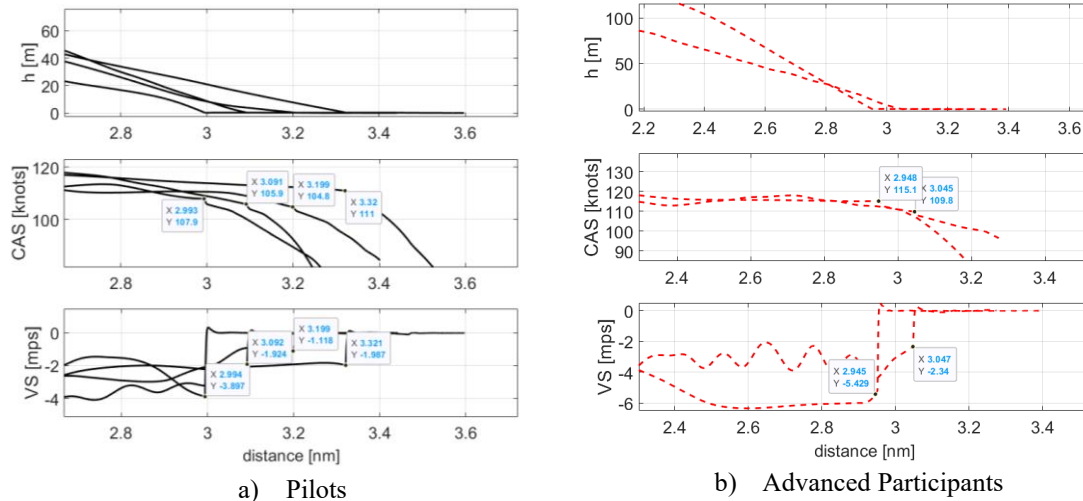 h [m]
60
40
20
0
2.8
3
3.2
3.4
3.6
CAS [knots]
120
100
X 2.993
Y 107.9
X 3.091
Y 105.9
X 3.199
Y 104.8
X 3.32
Y 111
2.8
3
3.2
3.4
3.6
VS [mps]
0
-2
-4
X 2.994
Y -3.897
X 3.092
Y -1.924
X 3.199
Y -1.118
X 3.321
Y -1.987
2.8
3
3.2
3.4
3.6
distance [nm]
a) Pilots
h [m]
100
50
0
2.2
2.4
2.6
2.8
3
3.2
3.4
CAS [knots]
130
120
110
100
90
X 2.948
Y 115.1
X 3.045
Y 109.8
2.4
2.6
2.8
3
3.2
3.4
VS [mps]
0
-2
-4
-6
X 2.945
Y -5.429
X 3.047
Y -2.34
2.4
2.6
2.8
3
3.2
3.4
distance [nm]
b) Advanced Participants